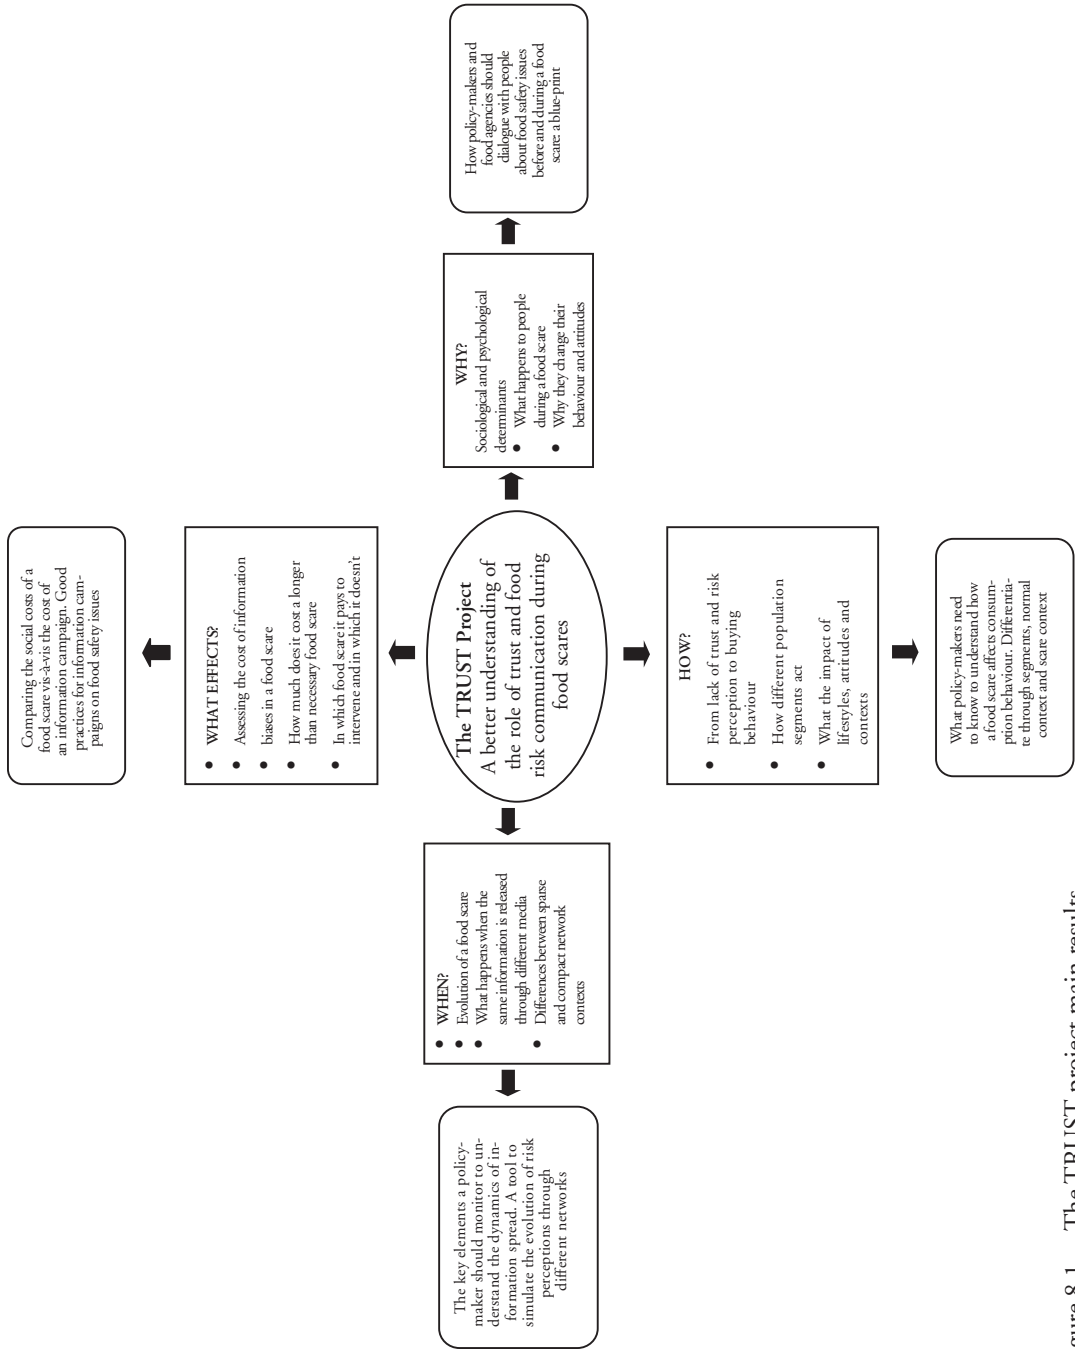 Comparing the social costs of a
food scare vis-à-vis the cost of
an information campaign. Good
practices for information cam-
paigns on food safety issues
• WHAT EFFECTS?
• Assessing the cost of information
• biases in a food scare
• How much does it cost a longer
than necessary food scare
• In which food scare it pays to
intervene and in which it doesn't
The key elements a policy-
maker should monitor to un-
derstand the dynamics of in-
formation spread. A tool to
simulate the evolution of risk
perceptions through
different networks
• WHEN?
• Evolution of a food scare
• What happens when the
same information is released
through different media
• Differences between sparse
and compact network
contexts
The TRUST Project
A better understanding of
the role of trust and food
risk communication during
food scares
WHY?
Sociological and psychological
determinants
• What happens to people
during a food scare
• Why they change their
behaviour and attitudes
How policy-makers and
food agencies should
dialogue with people
about food safety issues
before and during a food
scare: a blue-print
HOW?
• From lack of trust and risk
perception to buying
behaviour
• How different population
segments act
• What the impact of
lifestyles, attitudes and
contexts
What policy-makers need
to know to understand how
a food scare affects consum-
ption behaviour. Differentia-
te through segments, normal
context and scare context
gure 8.1 The TRUST project main results